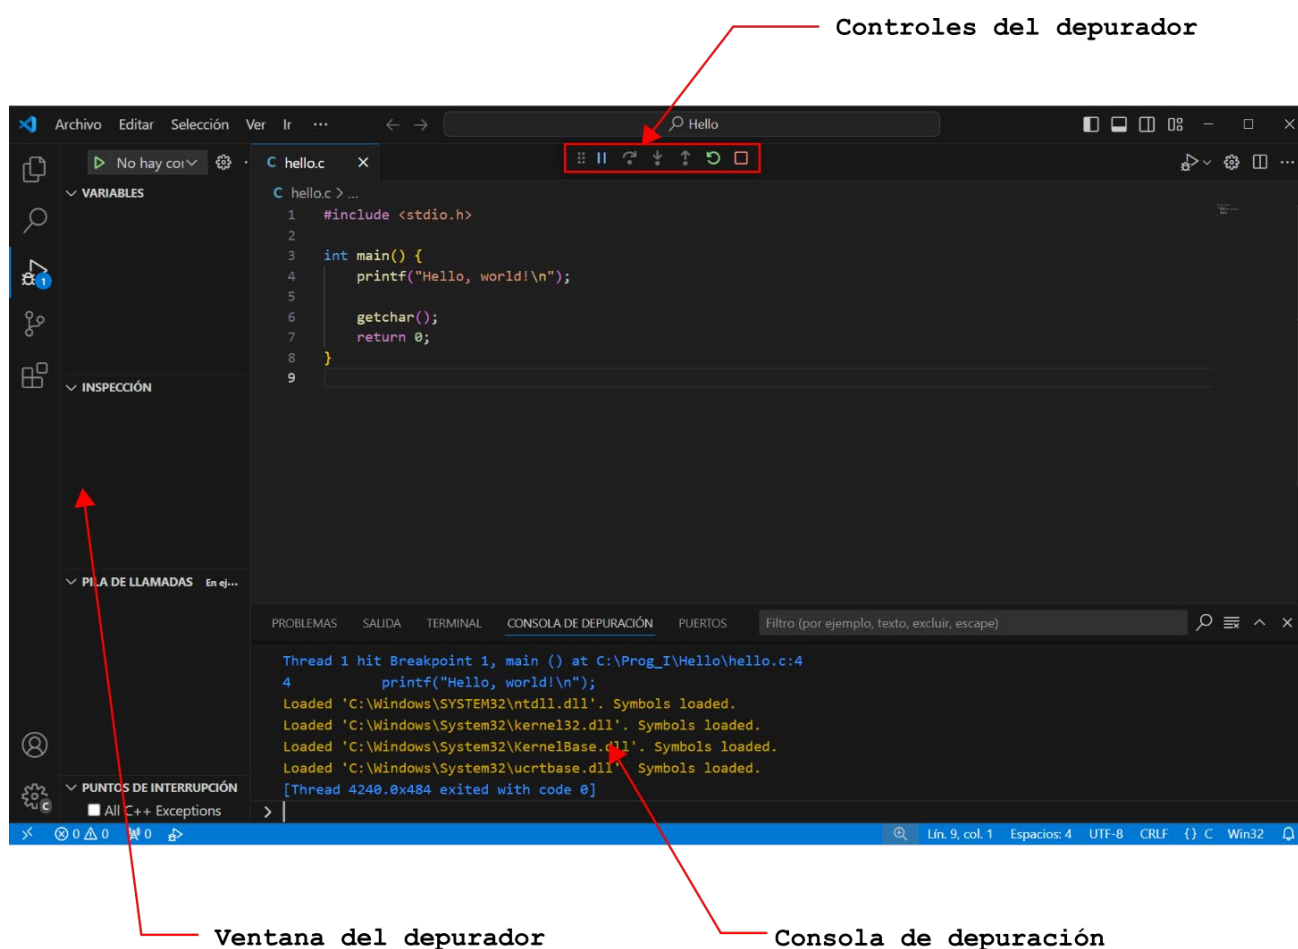 Controles del depurador
Archivo Editar Selección Ver Ir ··· Hello
No hay cor
hello.c
VARIABLES
hello.c > ...
1 #include <stdio.h>
2
3 int main() {
4 printf("Hello, world!\n");
5
6 getchar();
7 return 0;
8 }
9
1
INSPECCIÓN
PILA DE LLAMADAS En ej...
PROBLEMAS SALIDA TERMINAL CONSOLA DE DEPURACIÓN PUERTOS Filtro (por ejemplo, texto, excluir, escape)
Thread 1 hit Breakpoint 1, main () at C:\Prog_I\Hello\hello.c:4
4 printf("Hello, world!\n");
Loaded 'C:\Windows\SYSTEM32\ntdll.dll'. Symbols loaded.
Loaded 'C:\Windows\System32\kernel32.dll'. Symbols loaded.
Loaded 'C:\Windows\System32\KernelBase.dll'. Symbols loaded.
Loaded 'C:\Windows\System32\ucrtbase.dll'. Symbols loaded.
[Thread 4240.0x484 exited with code 0]
>
PUNTOS DE INTERRUPCIÓN
All C++ Exceptions
0 0 0 Lín. 9, col. 1 Espacios: 4 UTF-8 CRLF {} C Win32
Ventana del depurador
Consola de depuración